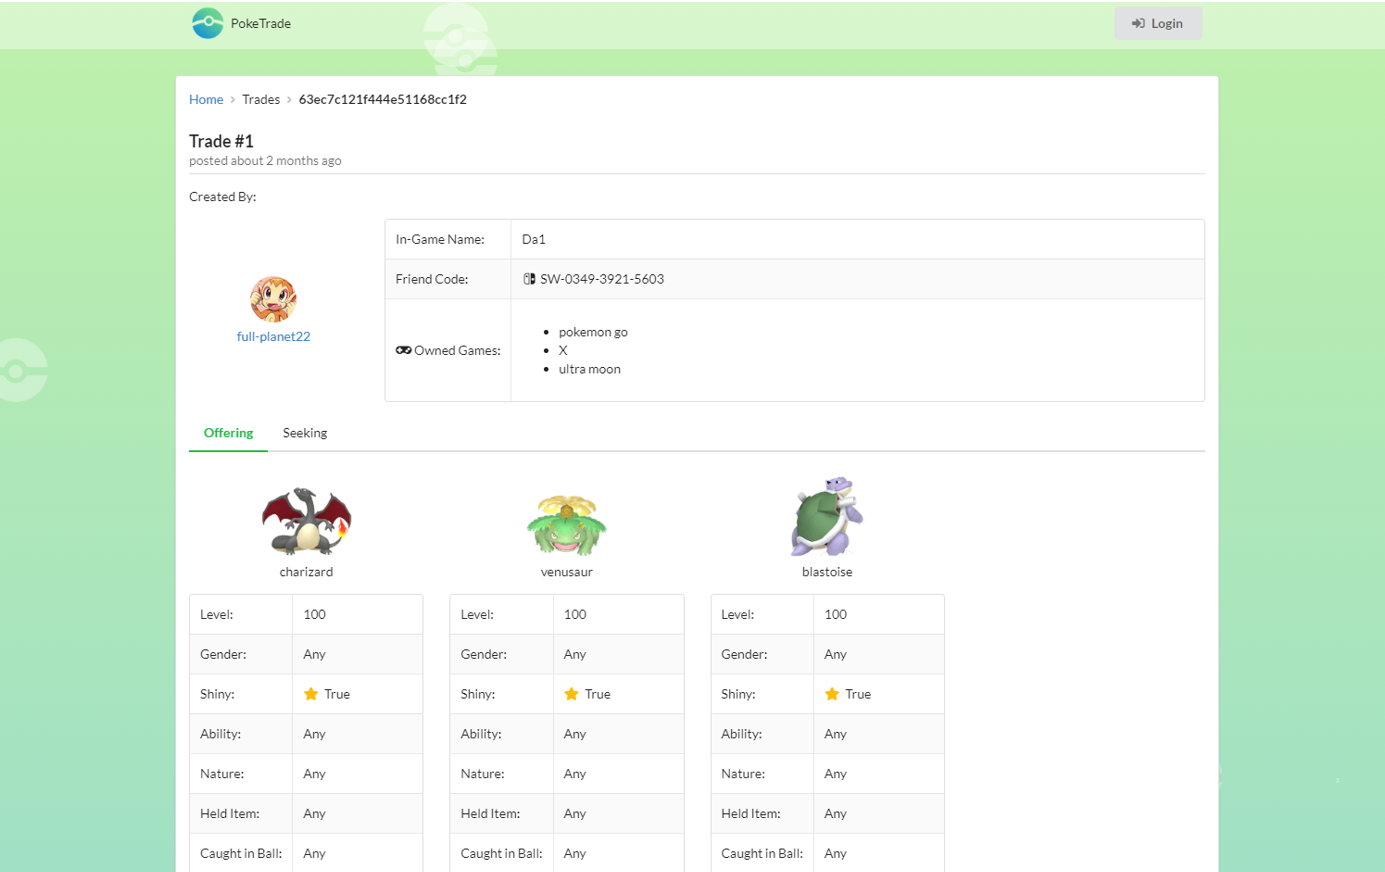 PokeTrade
Login
Home > Trades > 63ec7c121f444e51168cc1f2
Trade #1
posted about 2 months ago
Created By:
full-planet22
In-Game Name: Da1
Friend Code: SW-0349-3921-5603
Owned Games:
• pokemon go
• X
• ultra moon
Offering Seeking
charizard venusaur blastoise
Level: 100 Level: 100 Level: 100
Gender: Any Gender: Any Gender: Any
Shiny: True Shiny: True Shiny: True
Ability: Any Ability: Any Ability: Any
Nature: Any Nature: Any Nature: Any
Held Item: Any Held Item: Any Held Item: Any
Caught in Ball: Any Caught in Ball: Any Caught in Ball: Any